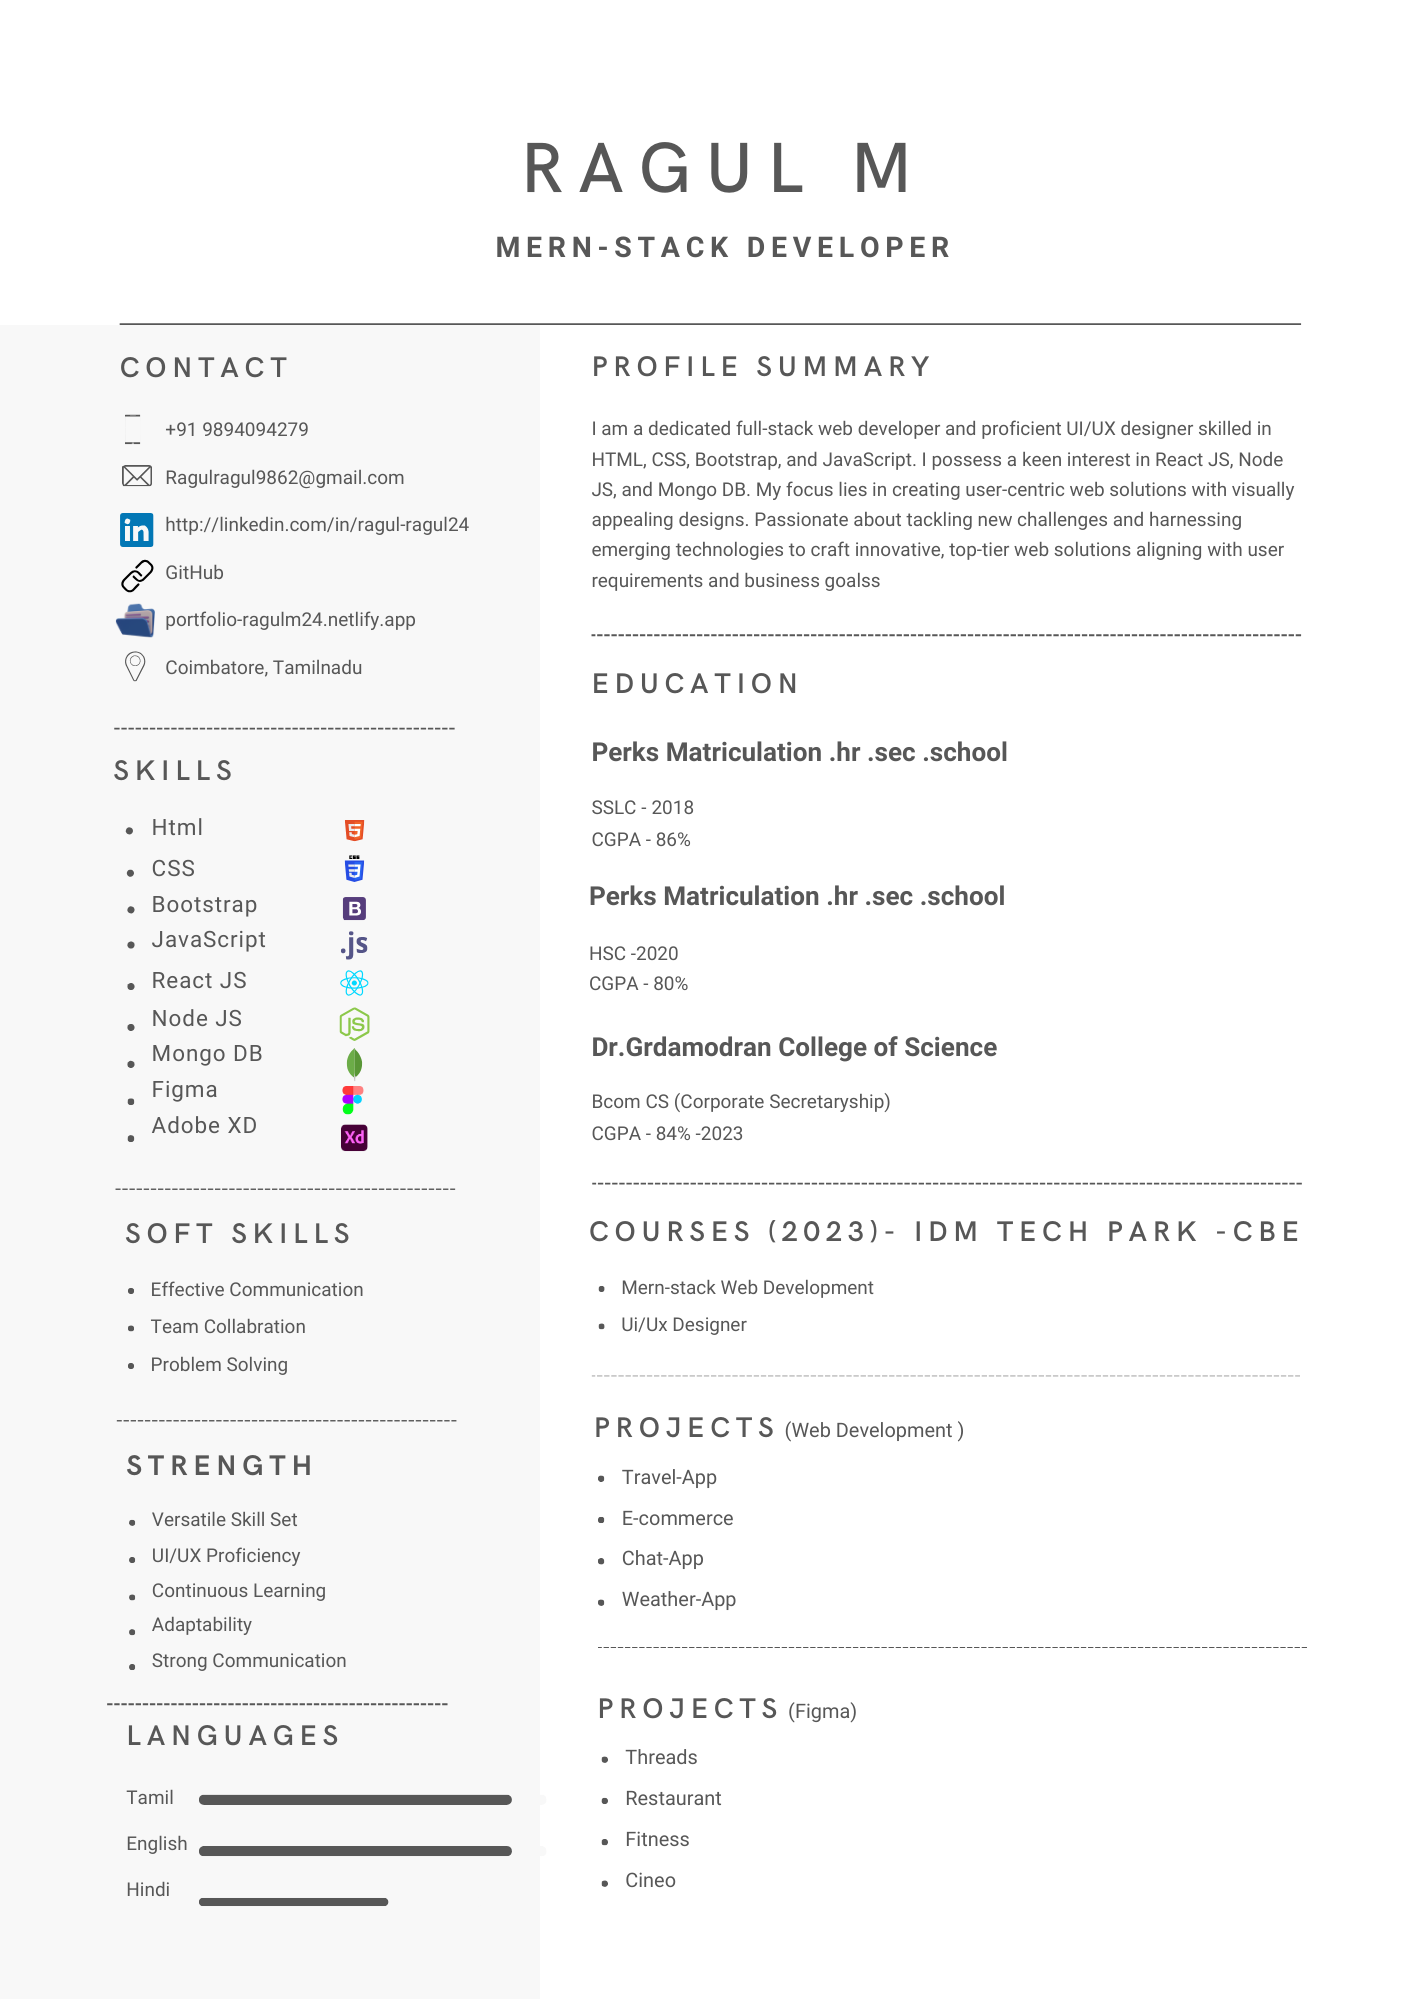 RAGUL M
MERN-STACK DEVELOPER
CONTACT
+91 9894094279
Ragulragul9862@gmail.com
http://linkedin.com/in/ragul-ragul24
GitHub
portfolio-ragulm24.netlify.app
Coimbatore, Tamilnadu
SKILLS
Html
CSS
Bootstrap
JavaScript
React JS
Node JS
Mongo DB
Figma
Adobe XD
SOFT SKILLS
Effective Communication
Team Collabration
Problem Solving
STRENGTH
Versatile Skill Set
UI/UX Proficiency
Continuous Learning
Adaptability
Strong Communication
LANGUAGES
Tamil
English
Hindi
PROFILE SUMMARY
I am a dedicated full-stack web developer and proficient UI/UX designer skilled in
HTML, CSS, Bootstrap, and JavaScript. I possess a keen interest in React JS, Node
JS, and Mongo DB. My focus lies in creating user-centric web solutions with visually
appealing designs. Passionate about tackling new challenges and harnessing
emerging technologies to craft innovative, top-tier web solutions aligning with user
requirements and business goalss
EDUCATION
Perks Matriculation .hr .sec .school
SSLC - 2018
CGPA - 86%
Perks Matriculation .hr .sec .school
HSC -2020
CGPA - 80%
Dr.Grdamodran College of Science
Bcom CS (Corporate Secretaryship)
CGPA - 84% -2023
COURSES (2023)- IDM TECH PARK -CBE
Mern-stack Web Development
Ui/Ux Designer
PROJECTS (Web Development )
Travel-App
E-commerce
Chat-App
Weather-App
PROJECTS (Figma)
Threads
Restaurant
Fitness
Cineo